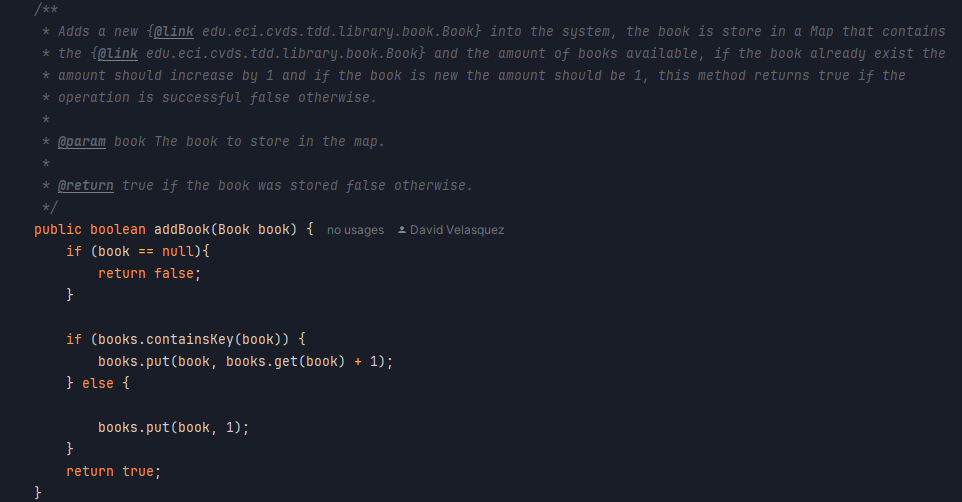 /**
 * Adds a new {@link edu.eci.cvds.tdd.library.book.Book} into the system, the book is store in a Map that contains
 * the {@link edu.eci.cvds.tdd.library.book.Book} and the amount of books available, if the book already exist the
 * amount should increase by 1 and if the book is new the amount should be 1, this method returns true if the
 * operation is successful false otherwise.
 *
 * @param book The book to store in the map.
 *
 * @return true if the book was stored false otherwise.
 */
public boolean addBook(Book book) { no usages David Velasquez
    if (book == null){
        return false;
    }

    if (books.containsKey(book)) {
        books.put(book, books.get(book) + 1);
    } else {

        books.put(book, 1);
    }
    return true;
}